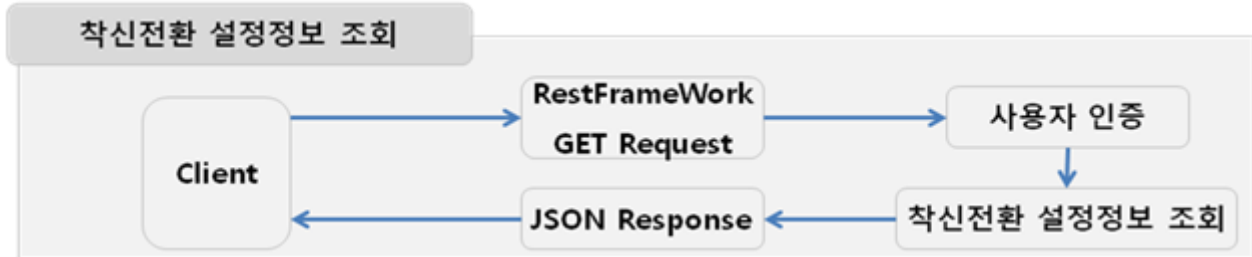 착신전환 설정정보 조회
Client
RestFrameWork
GET Request
사용자 인증
착신전환 설정정보 조회
JSON Response